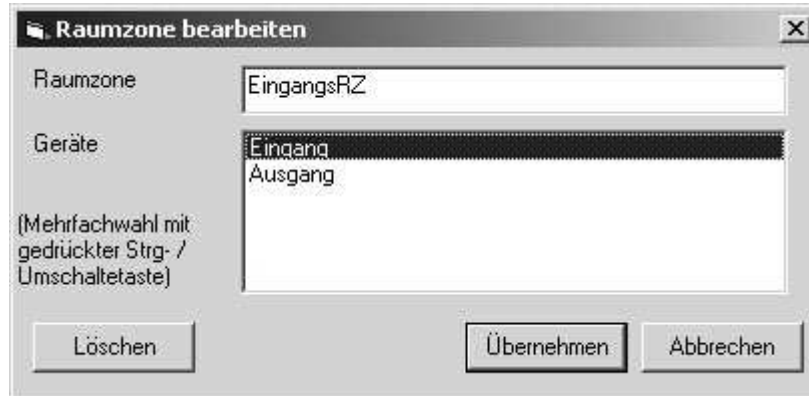 Raumzone bearbeiten
Raumzone
EingangsRZ
Geräte
Eingang
Ausgang
(Mehrfachwahl mit
gedrückter Strg- /
Umschaltetaste)
Löschen
Übernehmen
Abbrechen